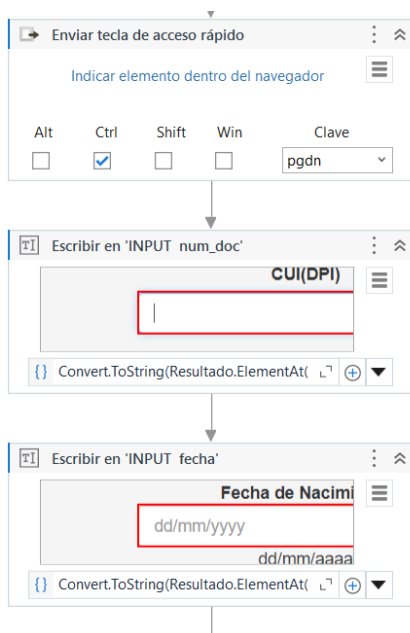 Enviar tecla de acceso rápido
Indicar elemento dentro del navegador
Alt Ctrl Shift Win Clave
pgdn
TI Escribir en 'INPUT num_doc'
CUI(DPI)
{} Convert.ToString(Resultado.ElementAt(
TI Escribir en 'INPUT fecha'
Fecha de Nacimi
dd/mm/yyyy
dd/mm/aaaa
{} Convert.ToString(Resultado.ElementAt(